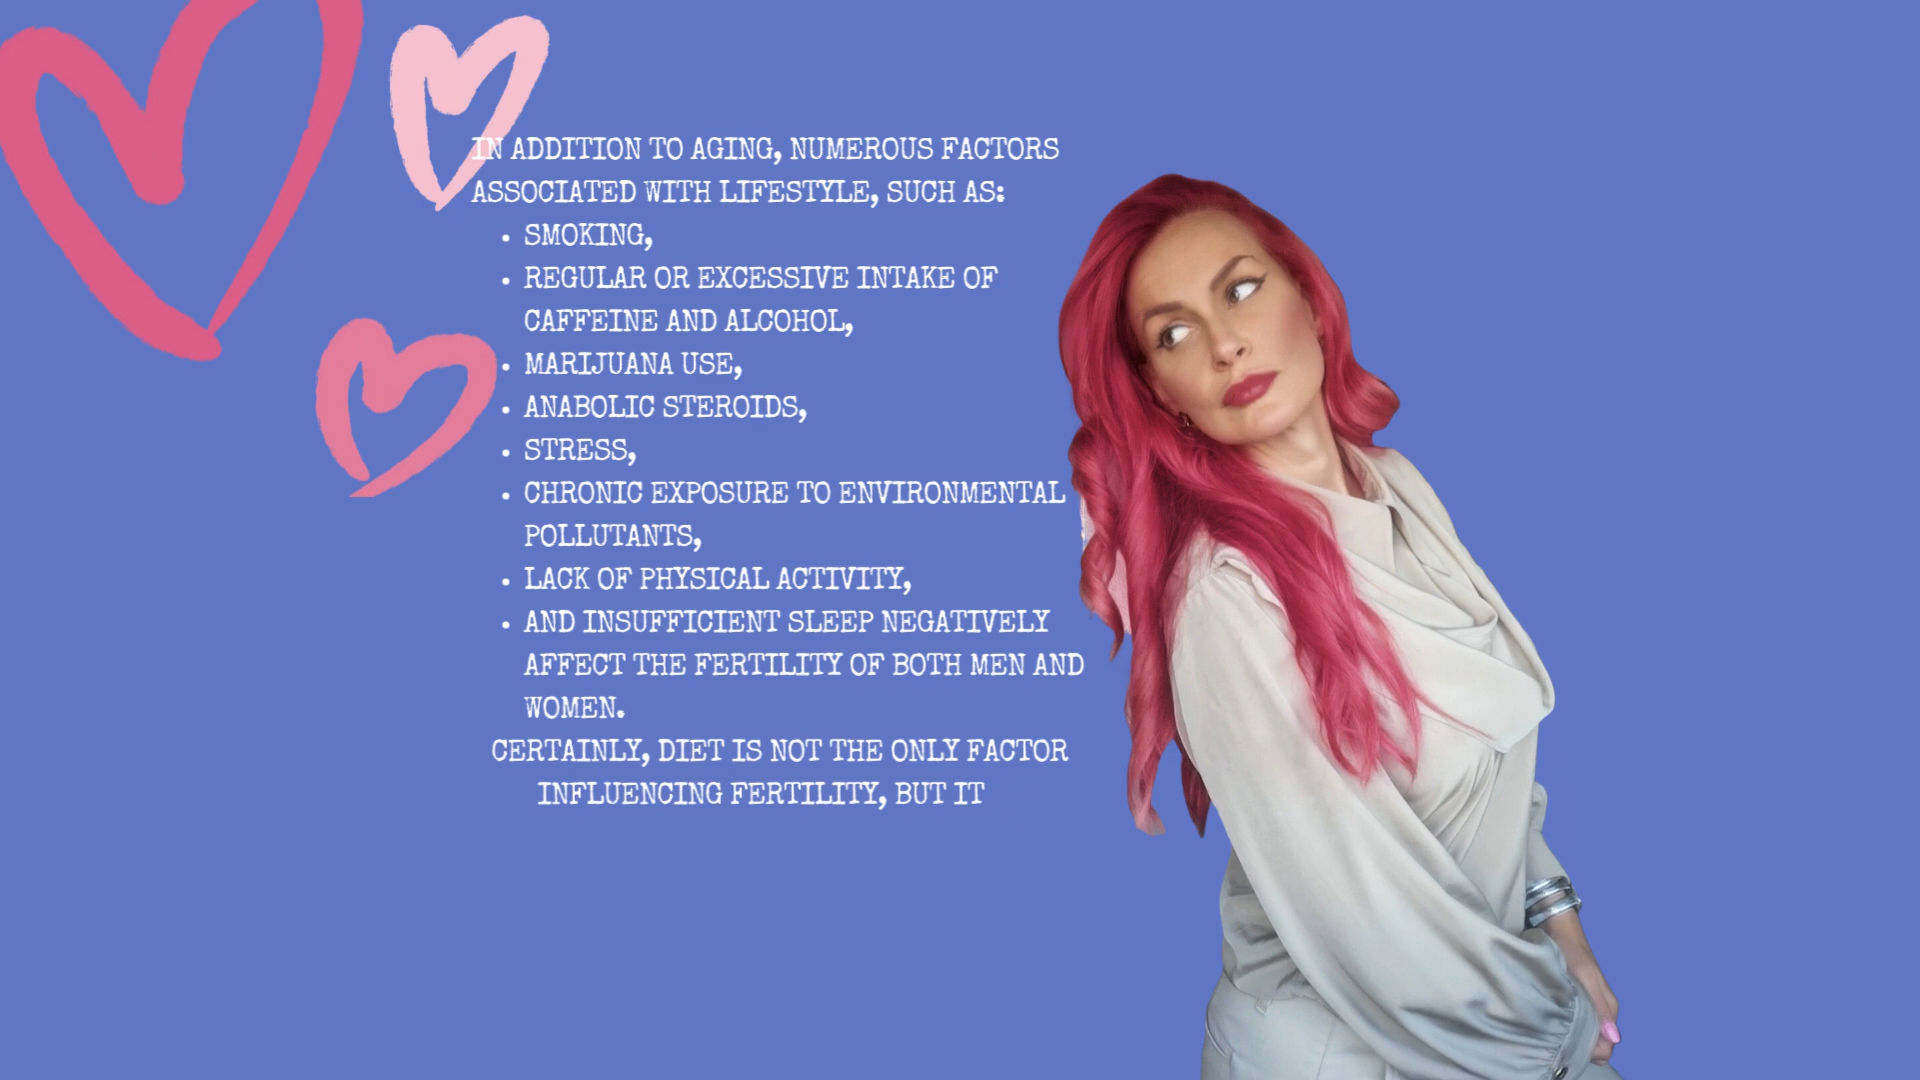 IN ADDITION TO AGING, NUMEROUS FACTORS
ASSOCIATED WITH LIFESTYLE, SUCH AS:
• SMOKING,
• REGULAR OR EXCESSIVE INTAKE OF
CAFFEINE AND ALCOHOL,
• MARIJUANA USE,
• ANABOLIC STEROIDS,
• STRESS,
• CHRONIC EXPOSURE TO ENVIRONMENTAL
POLLUTANTS,
• LACK OF PHYSICAL ACTIVITY,
• AND INSUFFICIENT SLEEP NEGATIVELY
AFFECT THE FERTILITY OF BOTH MEN AND
WOMEN.
CERTAINLY, DIET IS NOT THE ONLY FACTOR
INFLUENCING FERTILITY, BUT IT